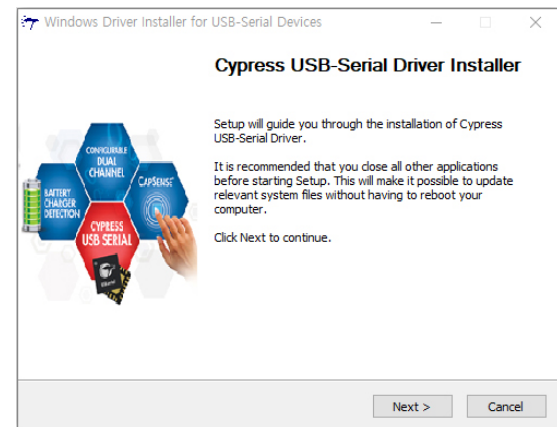 Windows Driver Installer for USB-Serial Devices
Cypress USB-Serial Driver Installer
Setup will guide you through the installation of Cypress
USB-Serial Driver.
It is recommended that you close all other applications
before starting Setup. This will make it possible to update
relevant system files without having to reboot your
computer.
Click Next to continue.
CONFIGURABLE
DUAL
CHANNEL
CAPSENSE
BATTERY
CHARGER
DETECTION
CYPRESS
USB SERIAL
Next >
Cancel